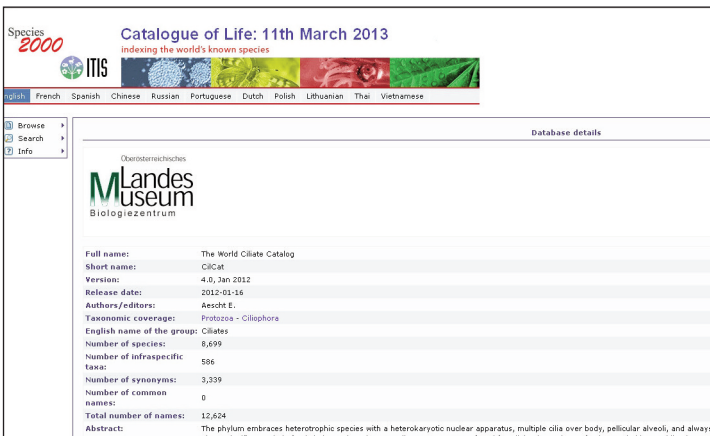 Species
2000
ITIS
Catalogue of Life: 11th March 2013
indexing the world's known species
nglish French Spanish Chinese Russian Portuguese Dutch Polish Lithuanian Thai Vietnamese
Browse
Search
Info
Database details
Oberösterreichisches
Landes
Museum
Biologiezentrum
Full name: The World Ciliate Catalog
Short name: CilCat
Version: 4.0, Jan 2012
Release date: 2012-01-16
Authors/editors: Aescht E.
Taxonomic coverage: Protozoa - Ciliophora
English name of the group: Ciliates
Number of species: 8,699
Number of infraspecific
taxa: 586
Number of synonyms: 3,339
Number of common
names: 0
Total number of names: 12,624
Abstract: The phylum embraces heterotrophic species with a heterokaryotic nuclear apparatus, multiple cilia over body, pellicular alveoli, and always